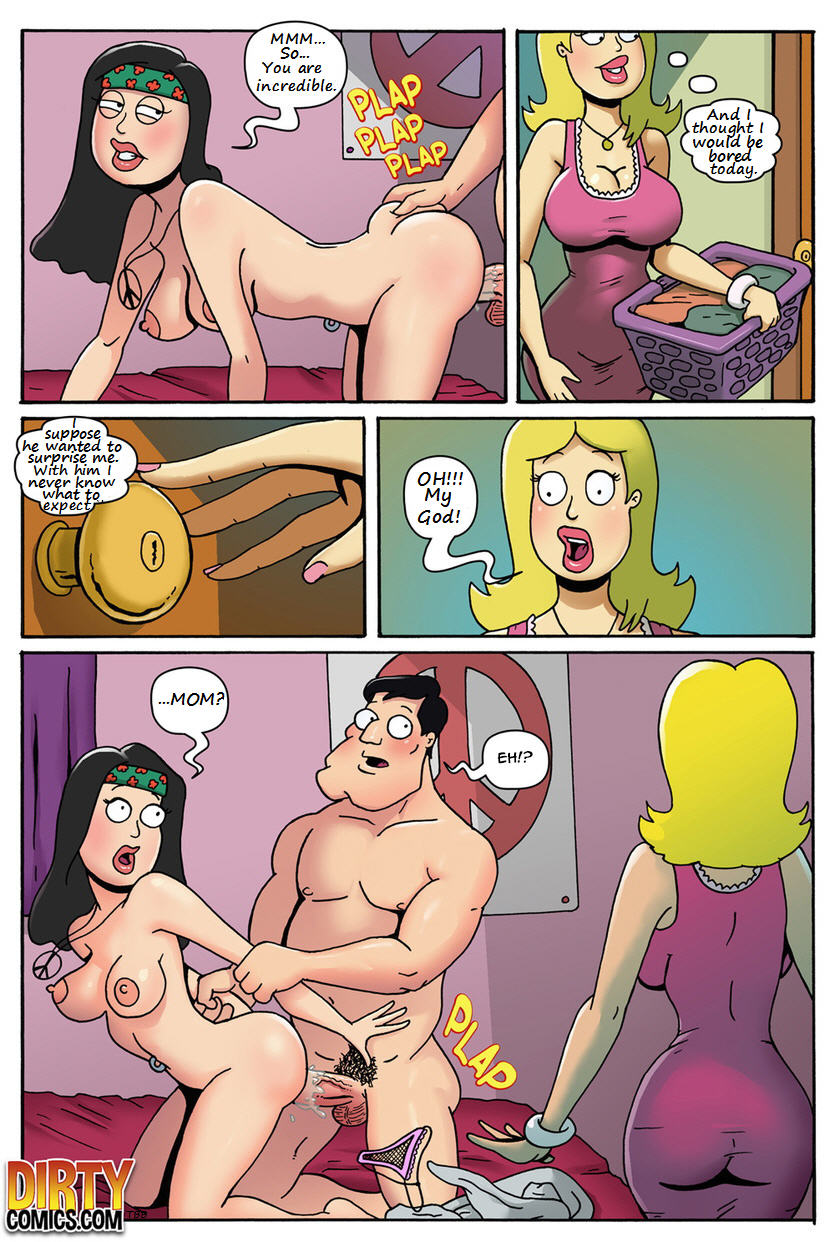 MMM...
So...
You are
incredible.
PLAP
PLAP
PLAP
And I
thought I
would be
bored
today.
I
suppose
he wanted to
surprise me.
With him I
never know
what to
expect
OH!!!
My
God!
...MOM?
EH!?
PLAP
DIRTY
COMICS.COM